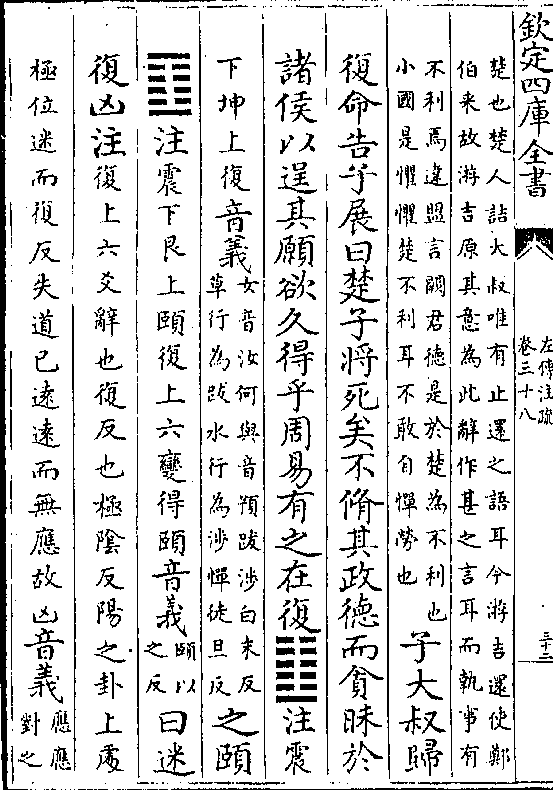 欽定四庫全書
左傳注疏
卷三十八
三十二
楚也楚人詰大叔唯有止還之語耳今游吉還使鄭
伯来故游吉原其意為此辭作甚之言耳而執事有
不利焉違盟言闕君德是於楚為不利也
小國是懼懼楚不利耳不敢自憚勞也
子大叔歸
復命告子展曰楚子将死矣不脩其政德而貪昧於
諸侯以逞其願欲久得乎周易有之在復䷗注震
下坤上復音義女音汝何與音預跋涉白末反
草行為跋水行為涉憚徒旦反
之頤
䷚注震下艮上頤復上六變得頤音義頤以
之反
曰迷
復凶注復上六爻辭也復反也極隂反陽之卦上處
極位迷而復反失道已逺逺而無應故凶音義應應
對之